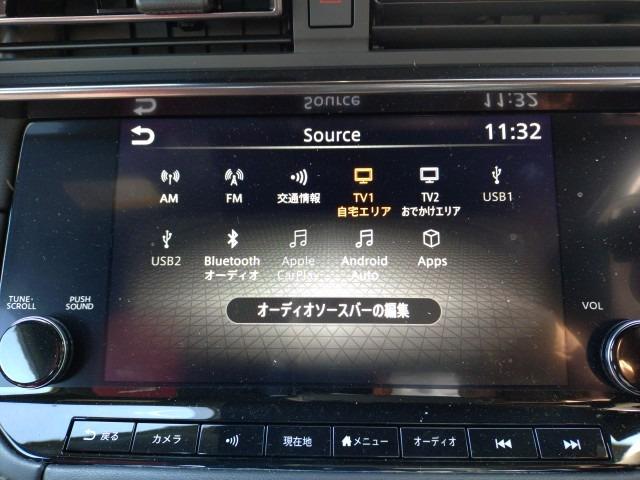 Source 11:32
Source 11:32
AM FM 交通情報 TV1 TV2 USB1
自宅エリア おでかけエリア
USB2 Bluetooth Apple Android Apps
オーディオ CarPlay Auto
オーディオソースバーの編集
TUNE・ PUSH VOL
SCROLL SOUND
戻る カメラ 現在地 メニュー オーディオ